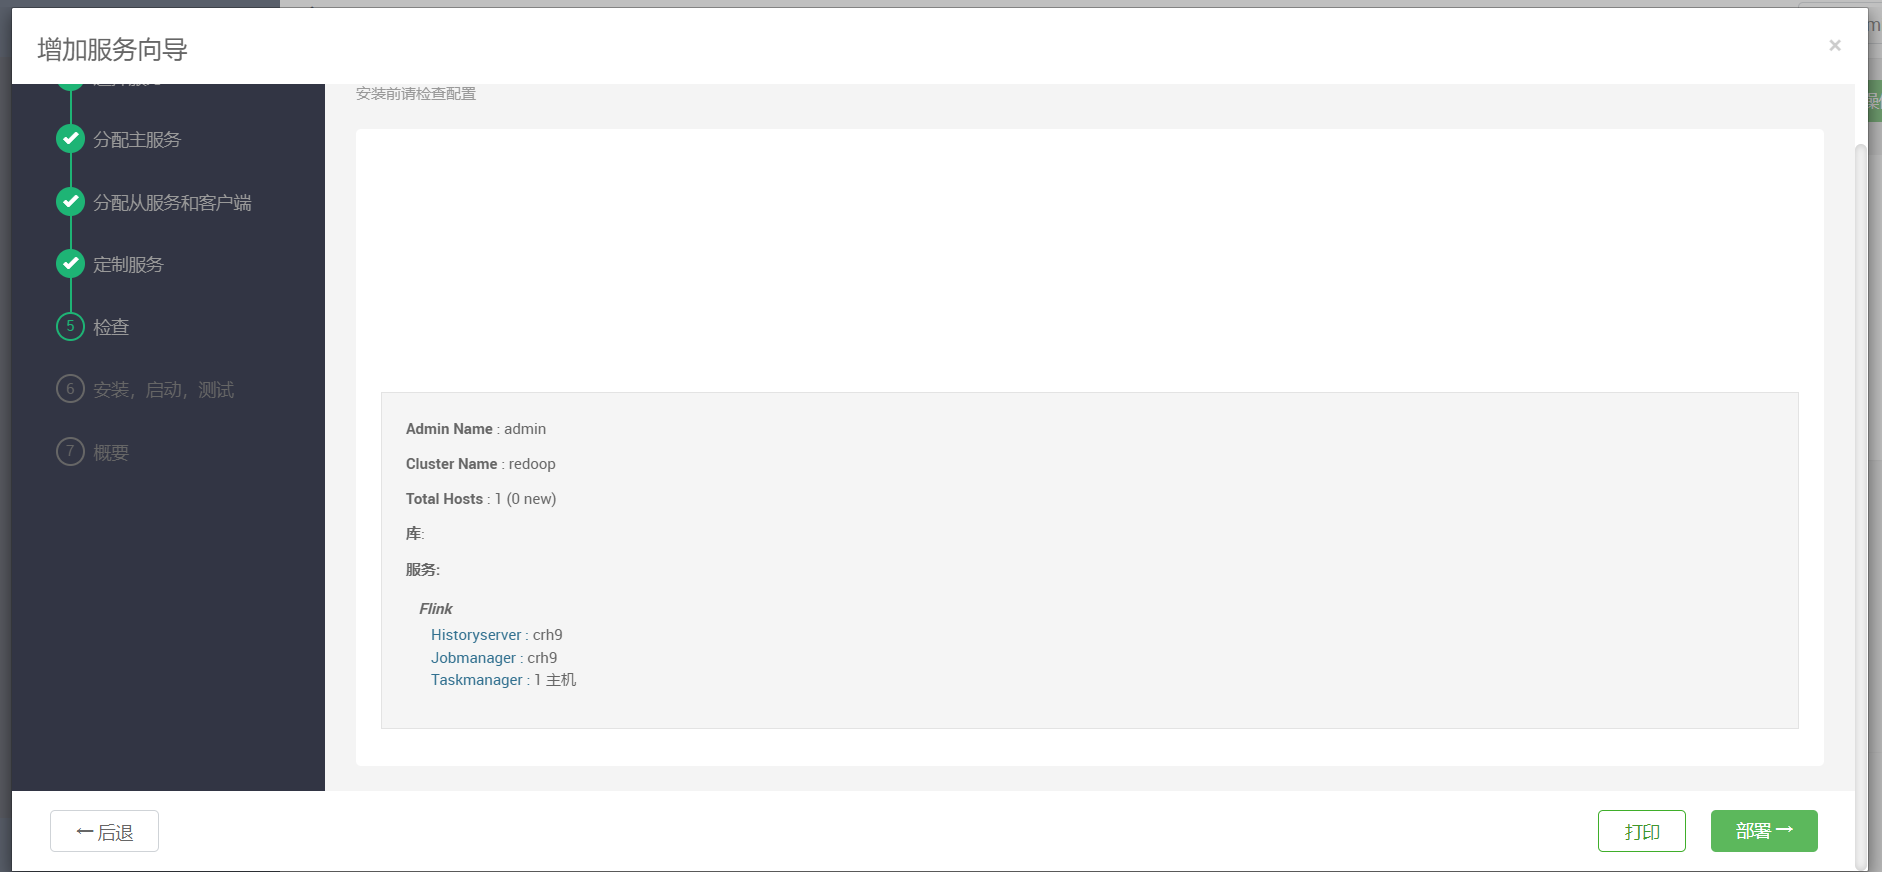 增加服务向导
×
分配主服务
分配从服务和客户端
定制服务
5 检查
6 安装，启动，测试
7 概要
安装前请检查配置
Admin Name : admin
Cluster Name : redoop
Total Hosts : 1 (0 new)
库:
服务:
Flink
Historyserver : crh9
Jobmanager : crh9
Taskmanager : 1 主机
←后退
打印
部署→